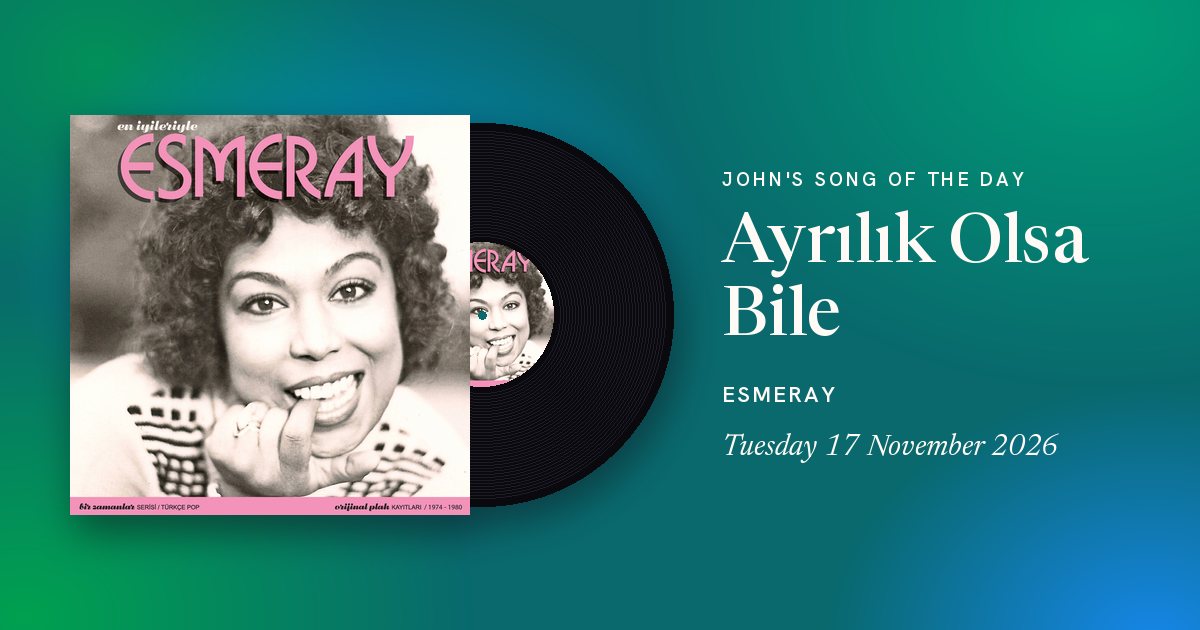 en iyileriyle
ESMERAY
bir zamanlar SERİSİ / TÜRKÇE POP
orijinal plak KAYITLARI / 1974 - 1980
MERAY
JOHN'S SONG OF THE DAY
Ayrılık Olsa
Bile
ESMERAY
Tuesday 17 November 2026